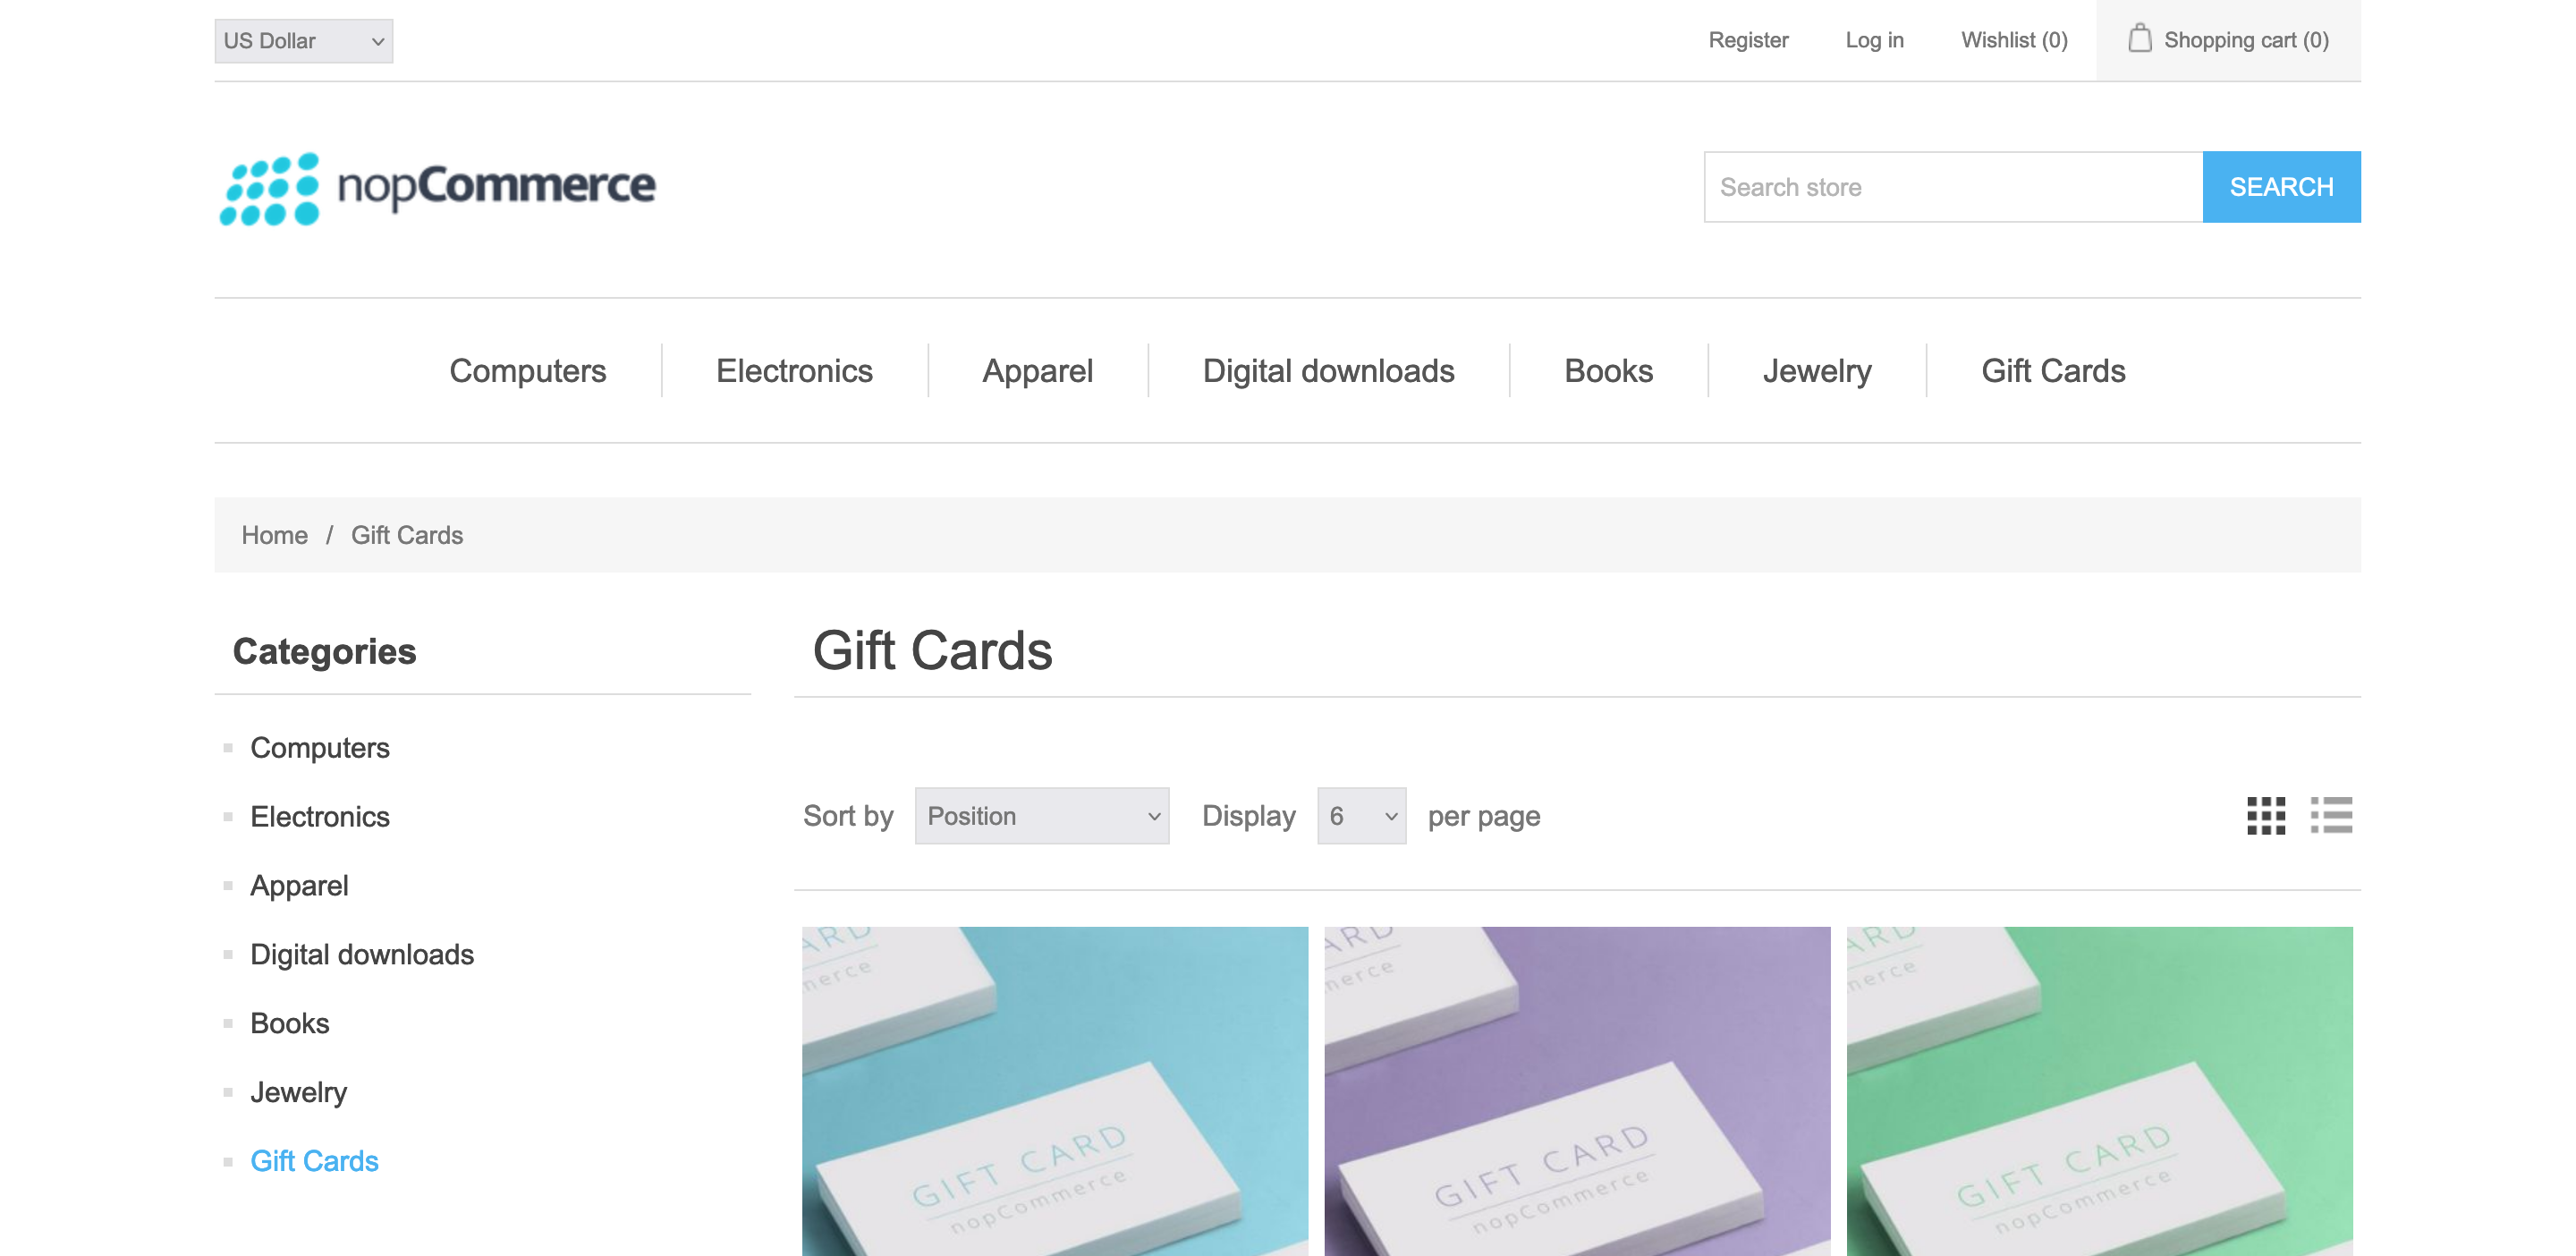 US Dollar
Register Log in Wishlist (0) Shopping cart (0)
nopCommerce
Search store SEARCH
Computers Electronics Apparel Digital downloads Books Jewelry Gift Cards
Home / Gift Cards
Categories
Computers
Electronics
Apparel
Digital downloads
Books
Jewelry
Gift Cards
Gift Cards
Sort by Position Display 6 per page
ARD
merce
GIFT CARD
nopCommerce
ARD
merce
GIFT CARD
nopCommerce
ARD
merce
GIFT CARD
nopCommerce